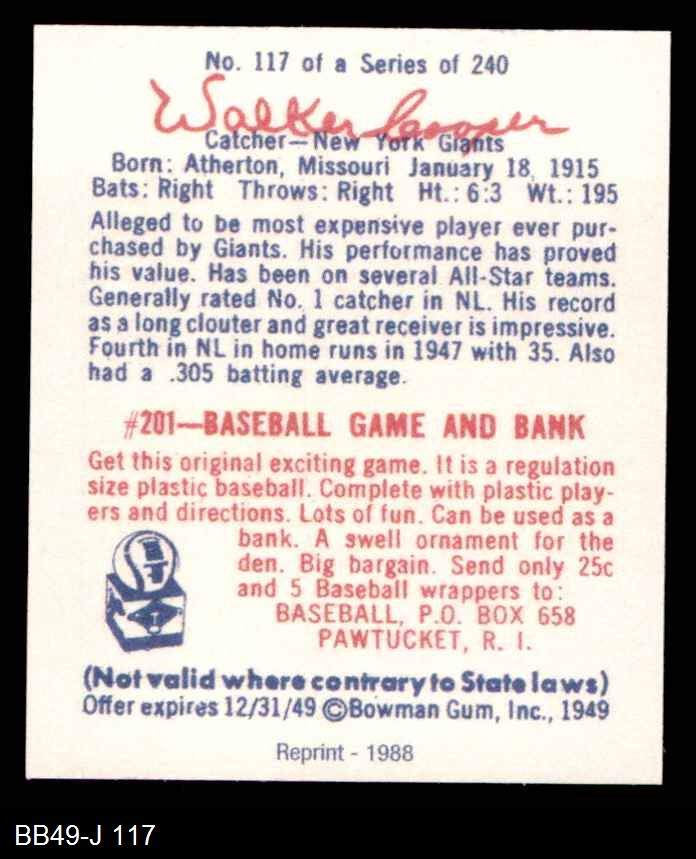 No. 117 of a Series of 240
Walker Cooper
Catcher—New York Giants
Born: Atherton, Missouri January 18, 1915
Bats: Right Throws: Right Ht.: 6:3 Wt.: 195
Alleged to be most expensive player ever pur-
chased by Giants. His performance has proved
his value. Has been on several All-Star teams.
Generally rated No. 1 catcher in NL. His record
as a long clouter and great receiver is impressive.
Fourth in NL in home runs in 1947 with 35. Also
had a .305 batting average.
#201—BASEBALL GAME AND BANK
Get this original exciting game. It is a regulation
size plastic baseball. Complete with plastic play-
ers and directions. Lots of fun. Can be used as a
bank. A swell ornament for the
den. Big bargain. Send only 25c
and 5 Baseball wrappers to:
BASEBALL, P.O. BOX 658
PAWTUCKET, R. I.
(Not valid where contrary to State laws)
Offer expires 12/31/49 ©Bowman Gum, Inc., 1949
Reprint - 1988
BB49-J 117